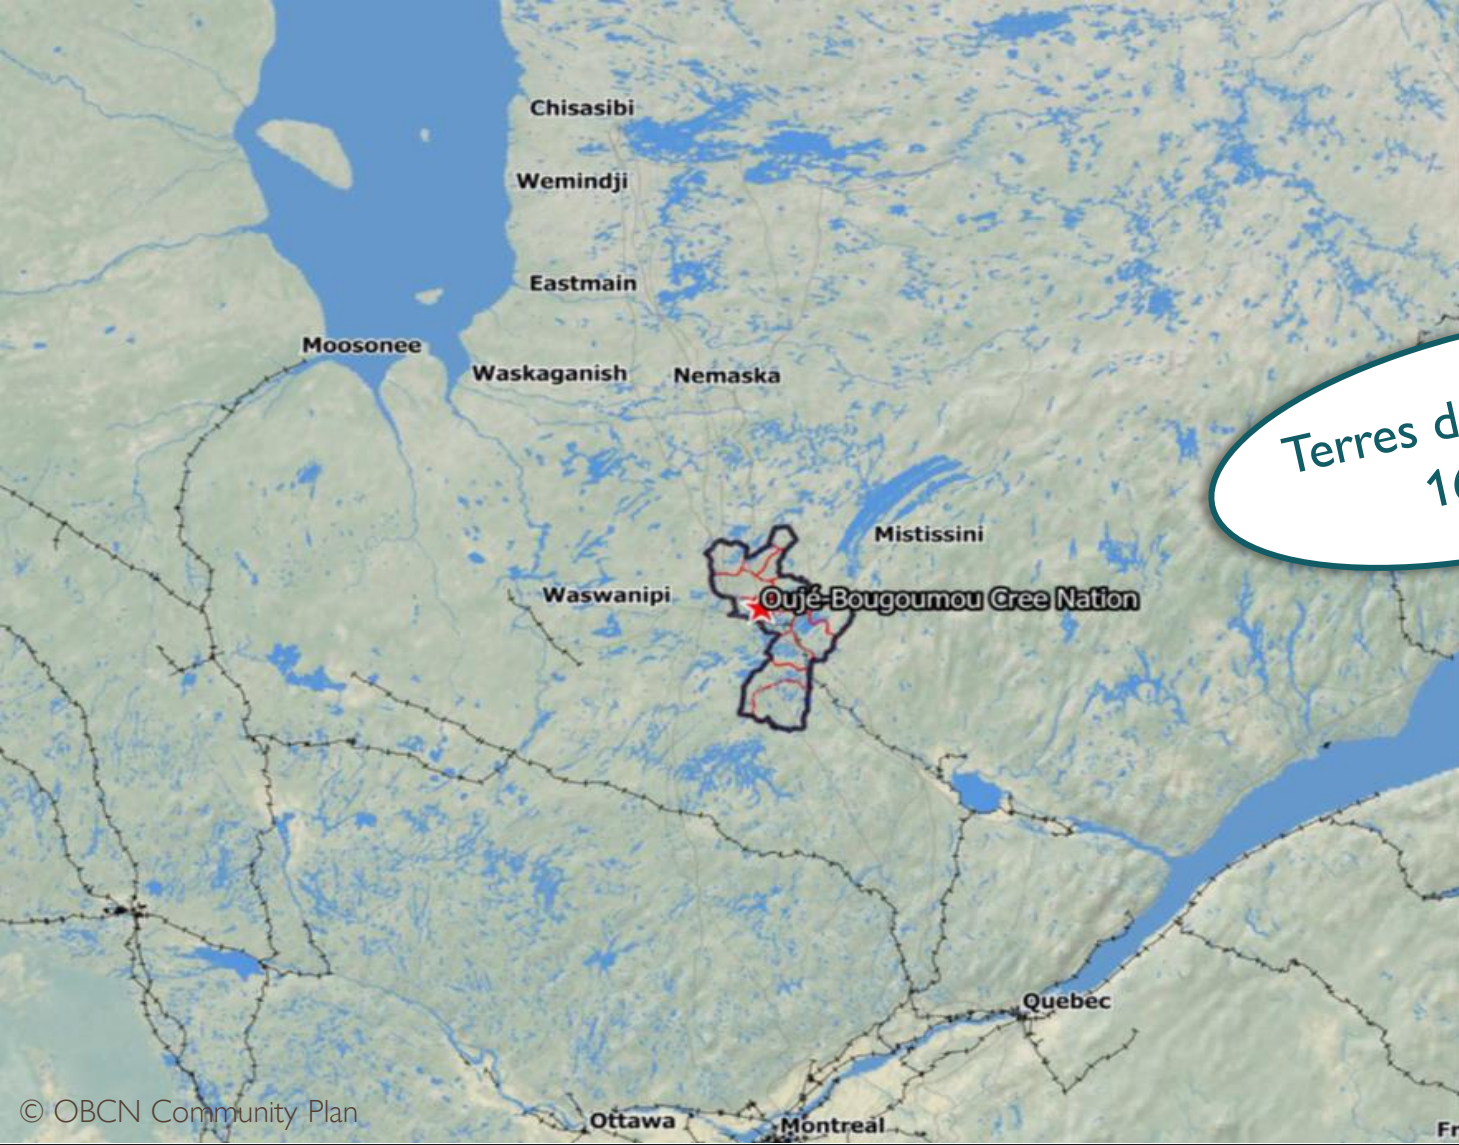 Chisasibi
Wemindji
Eastmain
Moosonee
Waskaganish
Nemaska
Terres
Mistissini
Waswanipi
Oujé-Bougoumou Cree Nation
Quebec
© OBCN Community Plan
Ottawa
Montreal